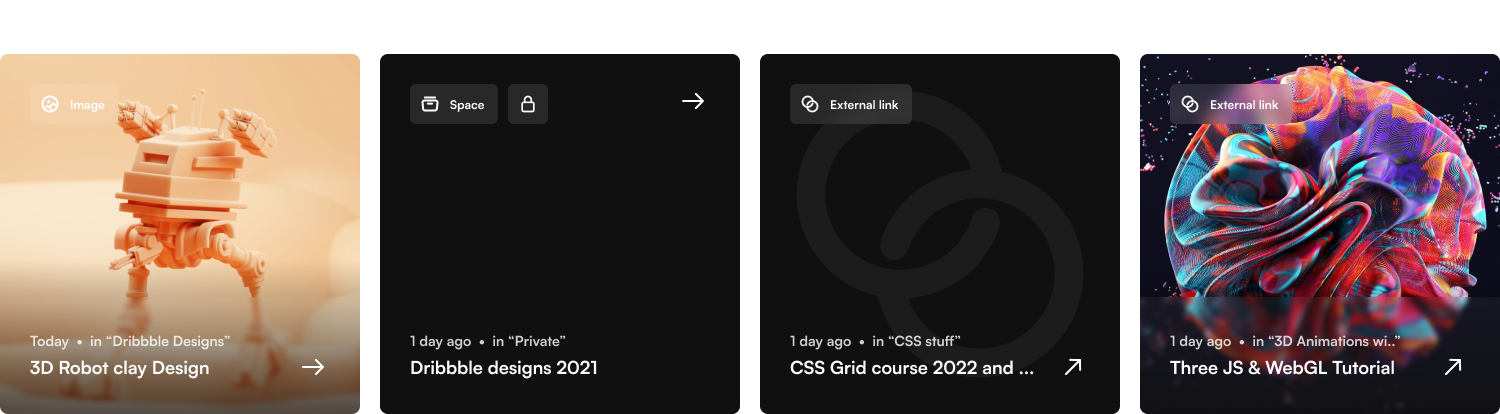 Image
Today • in “Dribbble Designs”
3D Robot clay Design
Space
1 day ago • in “Private”
Dribbble designs 2021
External link
1 day ago • in “CSS stuff”
CSS Grid course 2022 and ...
External link
1 day ago • in “3D Animations wi..”
Three JS & WebGL Tutorial